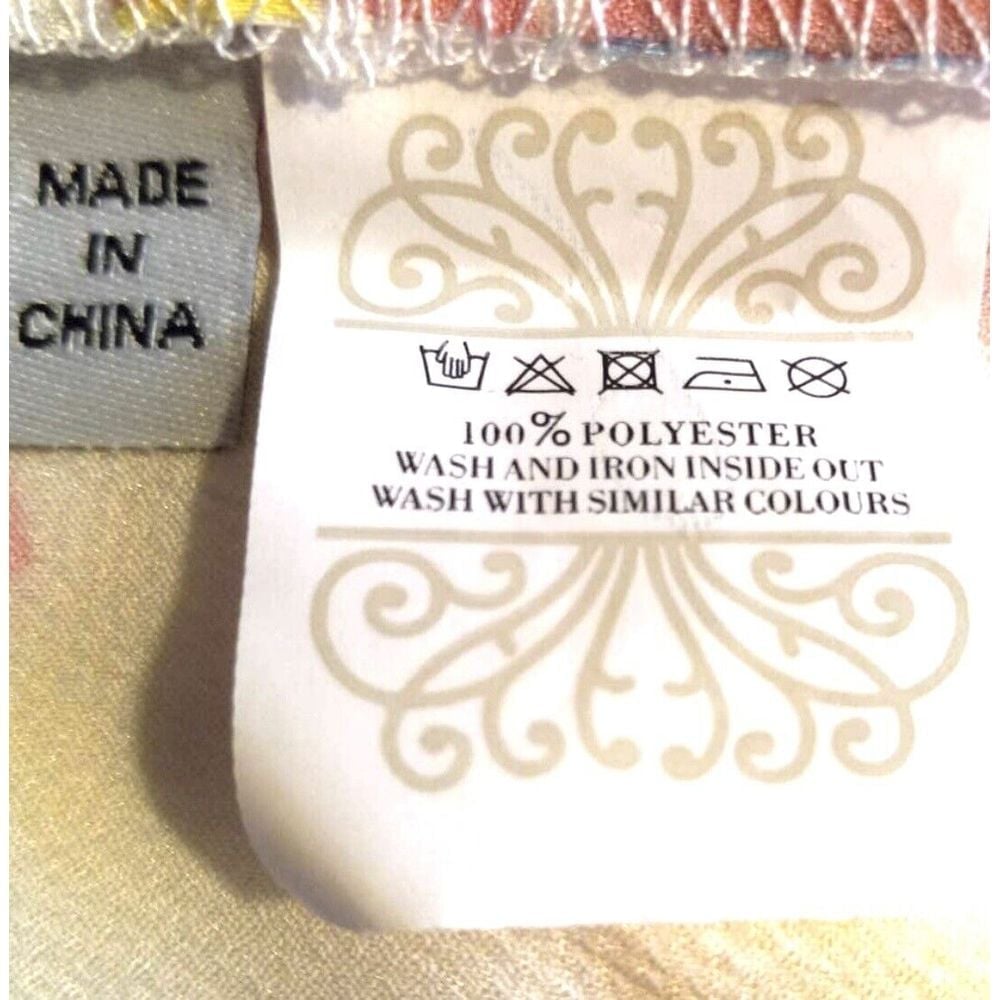 MADE
IN
CHINA
100% POLYESTER
WASH AND IRON INSIDE OUT
WASH WITH SIMILAR COLOURS